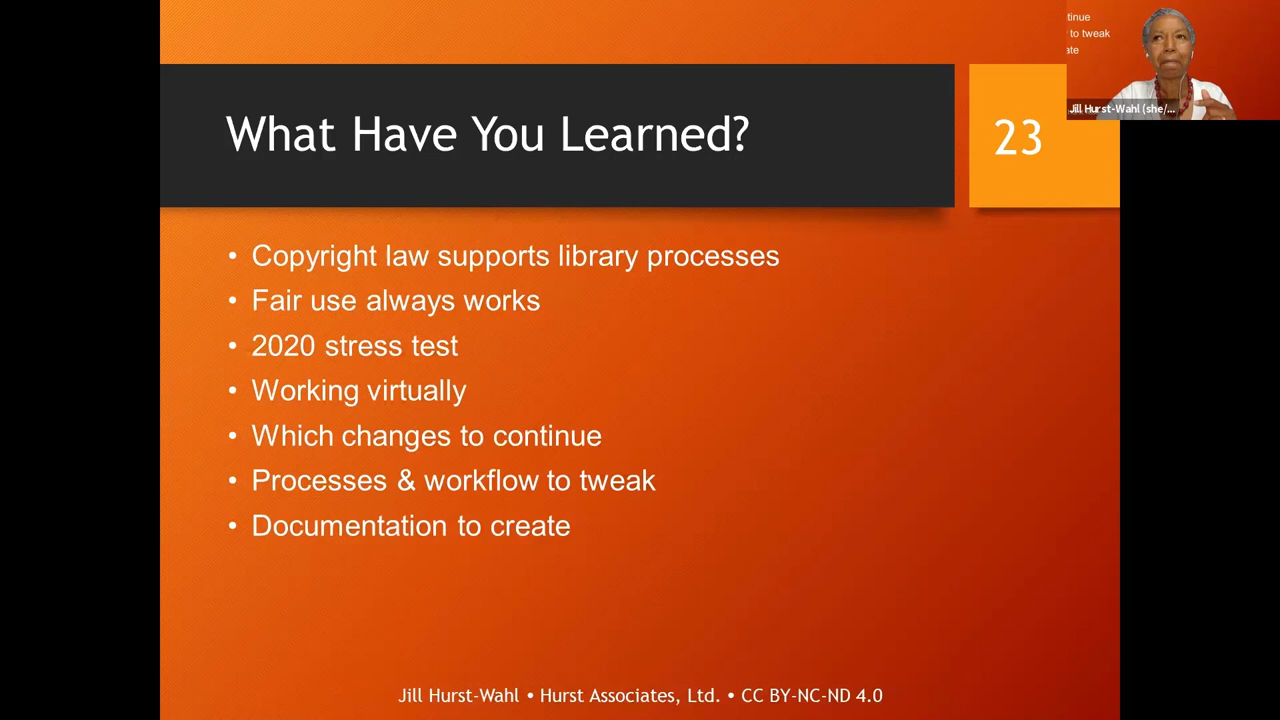 What Have You Learned?
23
• Copyright law supports library processes
• Fair use always works
• 2020 stress test
• Working virtually
• Which changes to continue
• Processes & workflow to tweak
• Documentation to create
Jill Hurst-Wahl • Hurst Associates, Ltd. • CC BY-NC-ND 4.0
tinue
to tweak
ate
Jill Hurst-Wahl (she/...